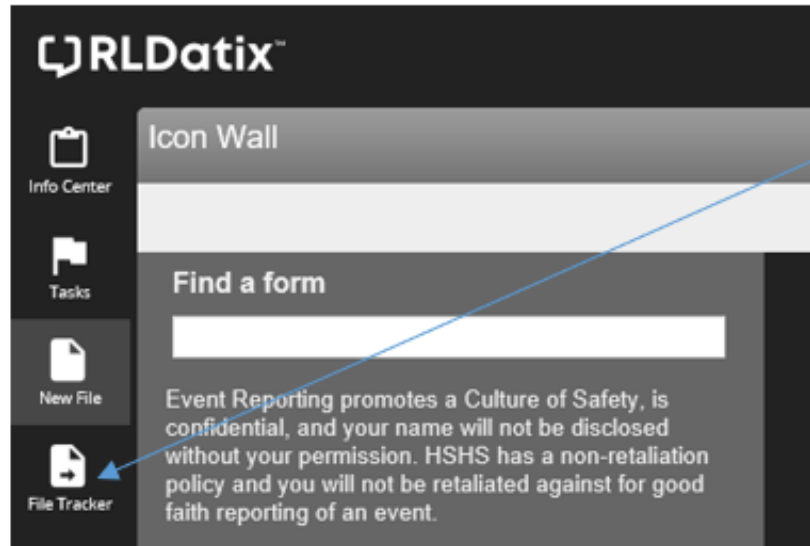 RLDatix™
Info Center
Tasks
New File
File Tracker
Icon Wall
Find a form
Event Reporting promotes a Culture of Safety, is
confidential, and your name will not be disclosed
without your permission. HSHS has a non-retaliation
policy and you will not be retaliated against for good
faith reporting of an event.